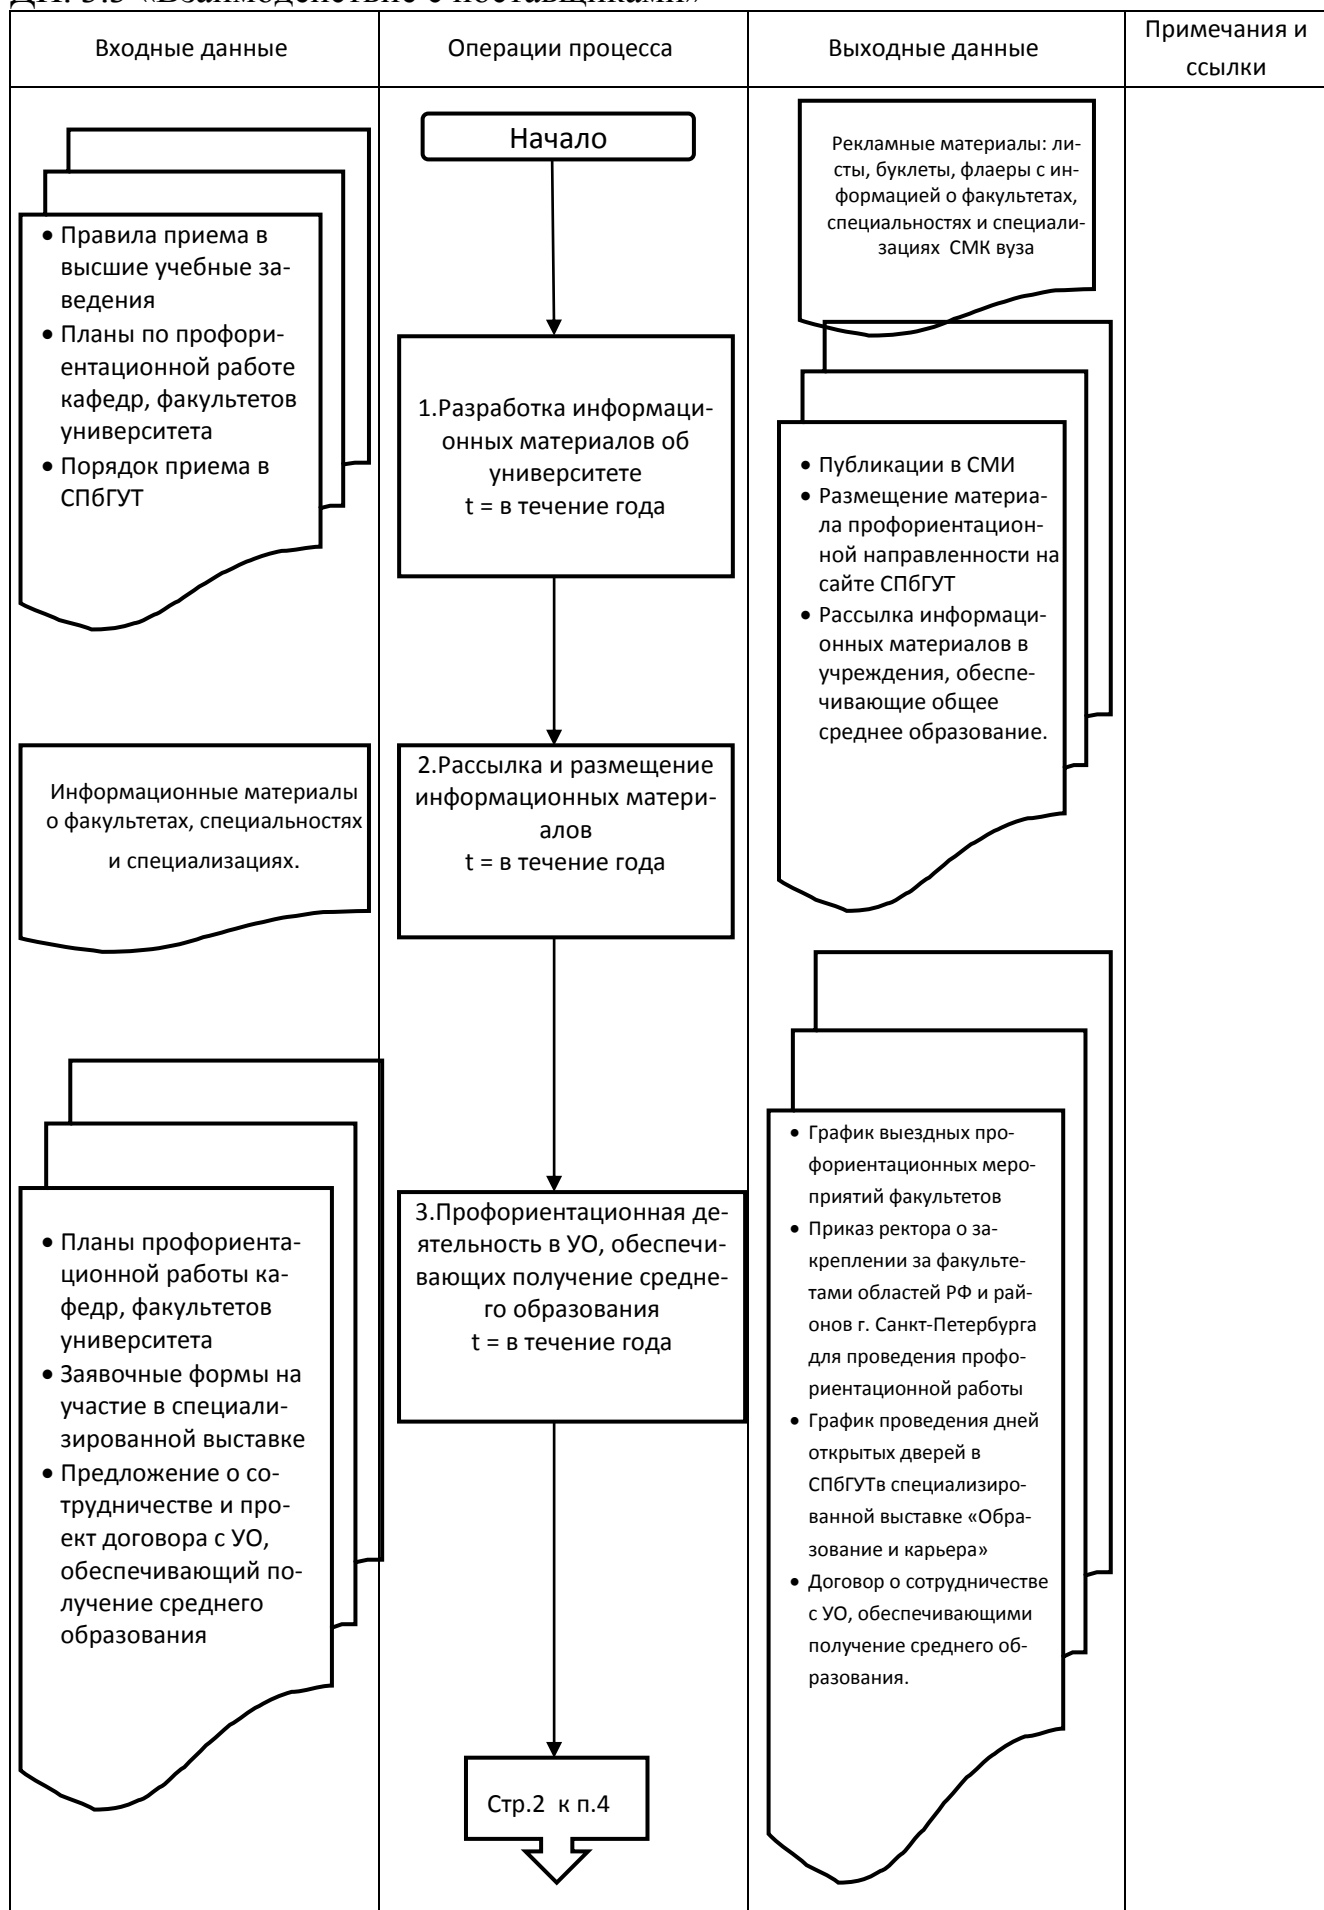 ДП. 3.3 «Взаимодействие с поставщиками»
Входные данные
Операции процесса
Выходные данные
Примечания и
ссылки
• Правила приема в
высшие учебные за-
ведения
• Планы по профори-
ентационной работе
кафедр, факультетов
университета
• Порядок приема в
СПбГУТ
Информационные материалы
о факультетах, специальностях
и специализациях.
• Планы профориента-
ционной работы ка-
федр, факультетов
университета
• Заявочные формы на
участие в специали-
зированной выставке
• Предложение о со-
трудничестве и про-
ект договора с УО,
обеспечивающий по-
лучение среднего
образования
Начало
1.Разработка информаци-
онных материалов об
университете
t = в течение года
2.Рассылка и размещение
информационных матери-
алов
t = в течение года
3.Профориентационная де-
ятельность в УО, обеспечи-
вающих получение средне-
го образования
t = в течение года
Стр.2 к п.4
Рекламные материалы: ли-
сты, буклеты, флаеры с ин-
формацией о факультетах,
специальностях и специали-
зациях СМК вуза
• Публикации в СМИ
• Размещение материа-
ла профориентацион-
ной направленности на
сайте СПбГУТ
• Рассылка информаци-
онных материалов в
учреждения, обеспе-
чивающие общее
среднее образование.
• График выездных про-
фориентационных меро-
приятий факультетов
• Приказ ректора о за-
креплении за факульте-
тами областей РФ и рай-
онов г. Санкт-Петербурга
для проведения профо-
риентационной работы
• График проведения дней
открытых дверей в
СПбГУТв специализиро-
ванной выставке «Обра-
зование и карьера»
• Договор о сотрудничестве
с УО, обеспечивающими
получение среднего об-
разования.